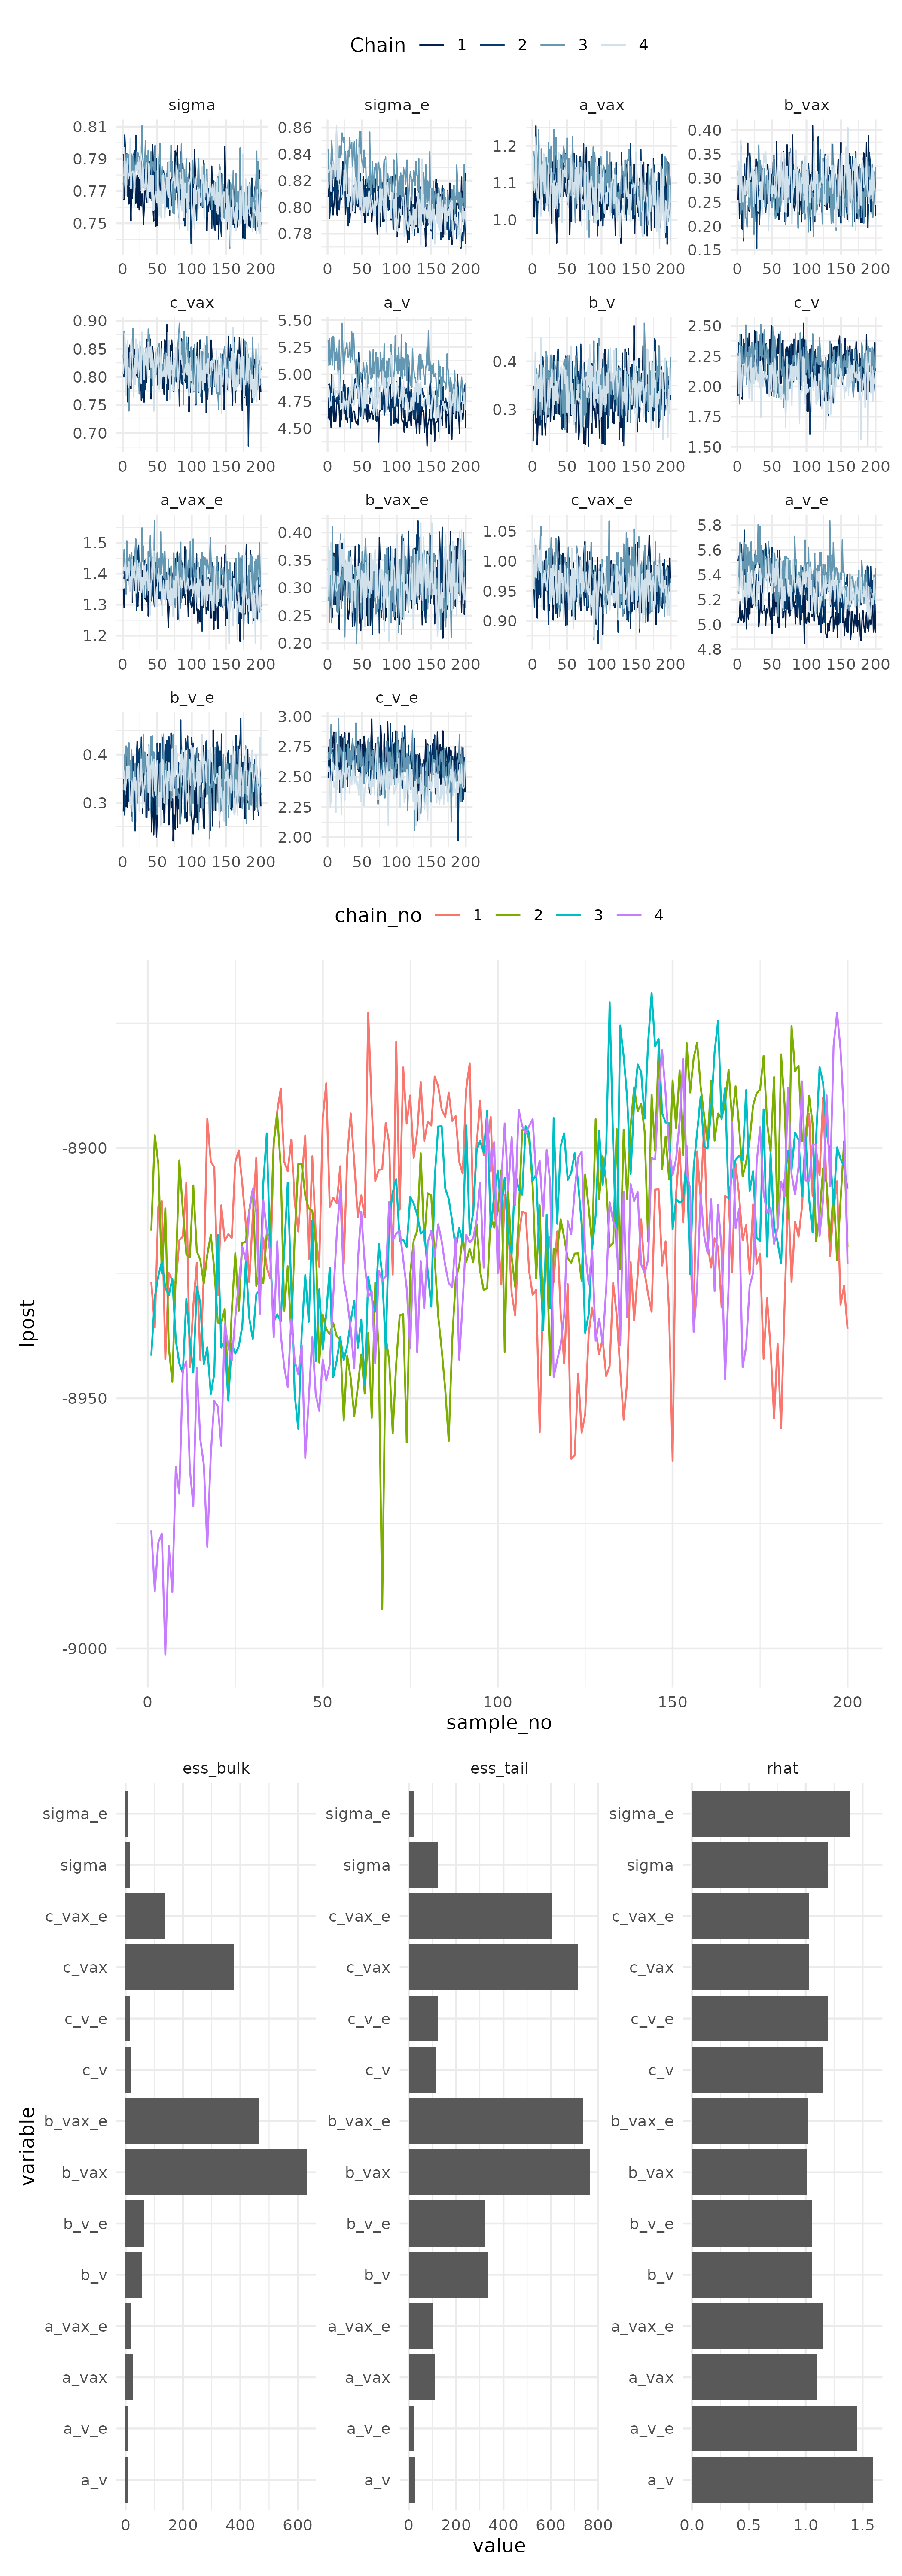 Chain 1 2 3 4
sigma sigma_e a_vax b_vax
0.81 0.79 0.77 0.75
0.86 0.84 0.82 0.80 0.78
1.2 1.1 1.0
0.40 0.35 0.30 0.25 0.20 0.15
0 50 100 150 200 0 50 100 150 200 0 50 100 150 200 0 50 100 150 200
c_vax a_v b_v c_v
0.90 0.85 0.80 0.75 0.70
5.50 5.25 5.00 4.75 4.50
0.4 0.3
2.50 2.25 2.00 1.75 1.50
0 50 100 150 200 0 50 100 150 200 0 50 100 150 200 0 50 100 150 200
a_vax_e b_vax_e c_vax_e a_v_e
1.5 1.4 1.3 1.2
0.40 0.35 0.30 0.25 0.20
1.05 1.00 0.95 0.90
5.8 5.6 5.4 5.2 5.0 4.8
0 50 100 150 200 0 50 100 150 200 0 50 100 150 200 0 50 100 150 200
b_v_e c_v_e
0.4 0.3
3.00 2.75 2.50 2.25 2.00
0 50 100 150 200 0 50 100 150 200
chain_no 1 2 3 4
lpost
-8900
-8950
-9000
0 50 100 150 200
sample_no
ess_bulk ess_tail rhat
variable
sigma_e sigma_e sigma_e
sigma sigma sigma
c_vax_e c_vax_e c_vax_e
c_vax c_vax c_vax
c_v_e c_v_e c_v_e
c_v c_v c_v
b_vax_e b_vax_e b_vax_e
b_vax b_vax b_vax
b_v_e b_v_e b_v_e
b_v b_v b_v
a_vax_e a_vax_e a_vax_e
a_vax a_vax a_vax
a_v_e a_v_e a_v_e
a_v a_v a_v
0 200 400 600 0 200 400 600 800 0.0 0.5 1.0 1.5
value